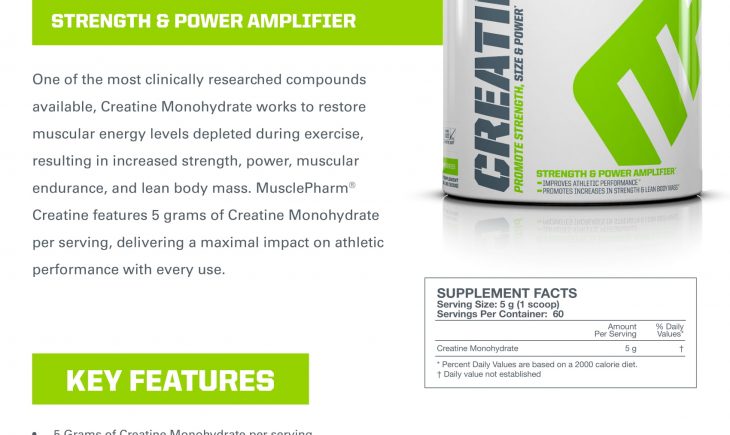 STRENGTH & POWER AMPLIFIER
One of the most clinically researched compounds
available, Creatine Monohydrate works to restore
muscular energy levels depleted during exercise,
resulting in increased strength, power, muscular
endurance, and lean body mass. MusclePharm®
Creatine features 5 grams of Creatine Monohydrate
per serving, delivering a maximal impact on athletic
performance with every use.
PROMOTE STRENGTH, SIZE & POWER*
STRENGTH & POWER AMPLIFIER*
IMPROVES ATHLETIC PERFORMANCE*
PROMOTES INCREASES IN STRENGTH & LEAN BODY MASS*
SUPPLEMENT FACTS
Serving Size: 5 g (1 scoop)
Servings Per Container: 60
Amount Per Serving
% Daily Values*
Creatine Monohydrate 5 g †
* Percent Daily Values are based on a 2000 calorie diet.
† Daily value not established
KEY FEATURES
• 5 Grams of Creatine Monohydrate per serving